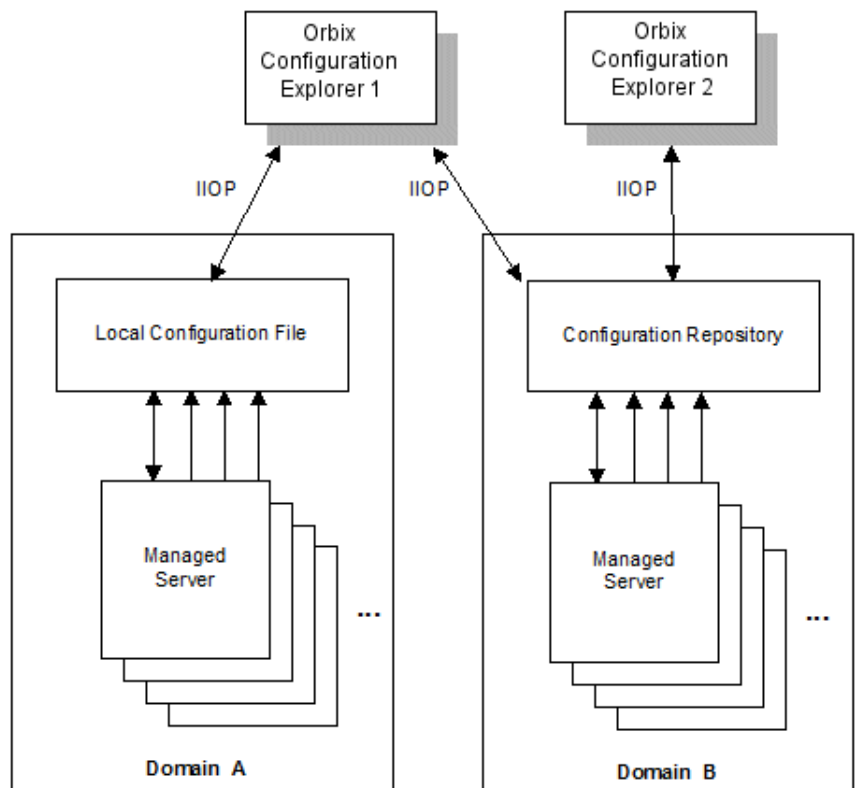 Orbix
Configuration
Explorer 1
Orbix
Configuration
Explorer 2
IIOP
IIOP
IIOP
Local Configuration File
Configuration Repository
Managed
Server
...
Managed
Server
...
Domain A
Domain B